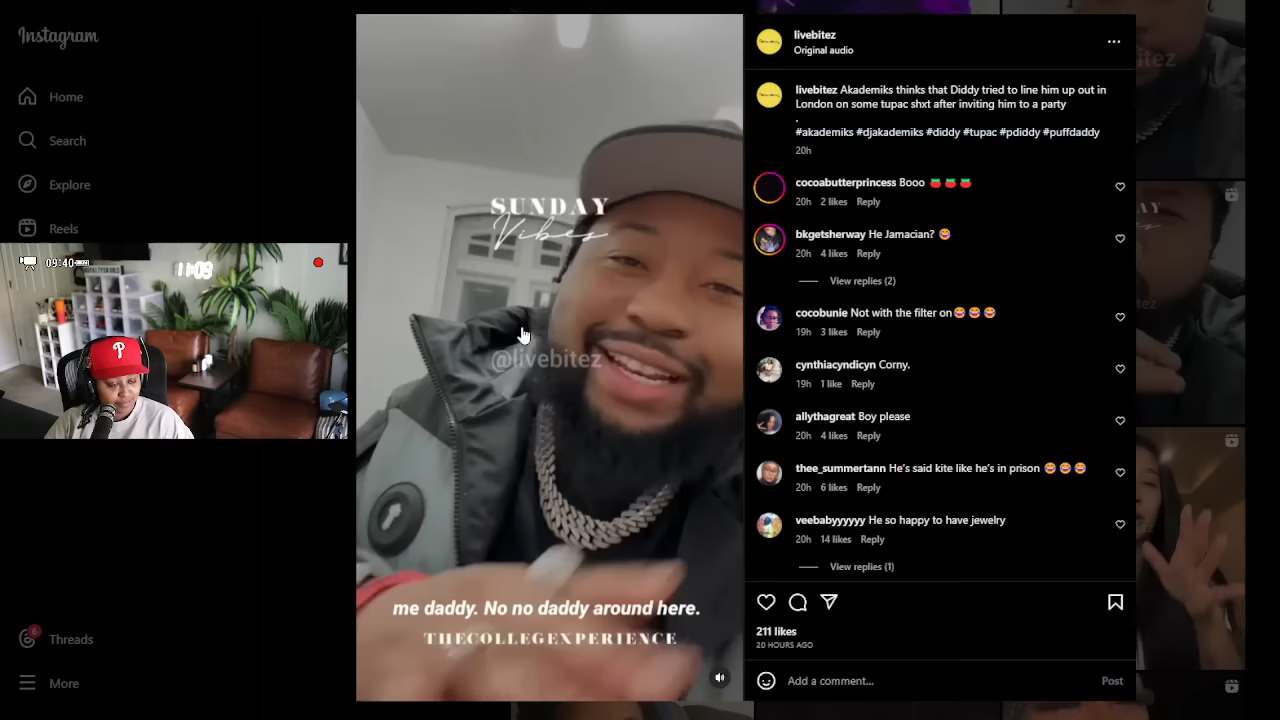 Instagram
Home
Search
Explore
Reels
09:40
11:03
P
SUNDAY
Vibes
@livebitez
me daddy. No no daddy around here.
THECOLLEGEXPERIENCE
livebitez
Original audio
livebitez Akademiks thinks that Diddy tried to line him up out in
London on some tupac shxt after inviting him to a party
.
#akademiks #djakademiks #diddy #tupac #pdiddy #puffdaddy
20h
cocoabutterprincess Booo 🍅🍅🍅
20h 2 likes Reply
bkgetsherway He Jamacian? 😂
20h 4 likes Reply
View replies (2)
cocobunie Not with the filter on😂😂😂
19h 3 likes Reply
cynthiacyndicyn Corny.
19h 1 like Reply
allythagreat Boy please
20h 4 likes Reply
thee_summertann He's said kite like he's in prison 😂😂😂
20h 6 likes Reply
veebabyyyyyy He so happy to have jewelry
20h 14 likes Reply
View replies (1)
211 likes
20 HOURS AGO
Add a comment...
Post
6
Threads
More